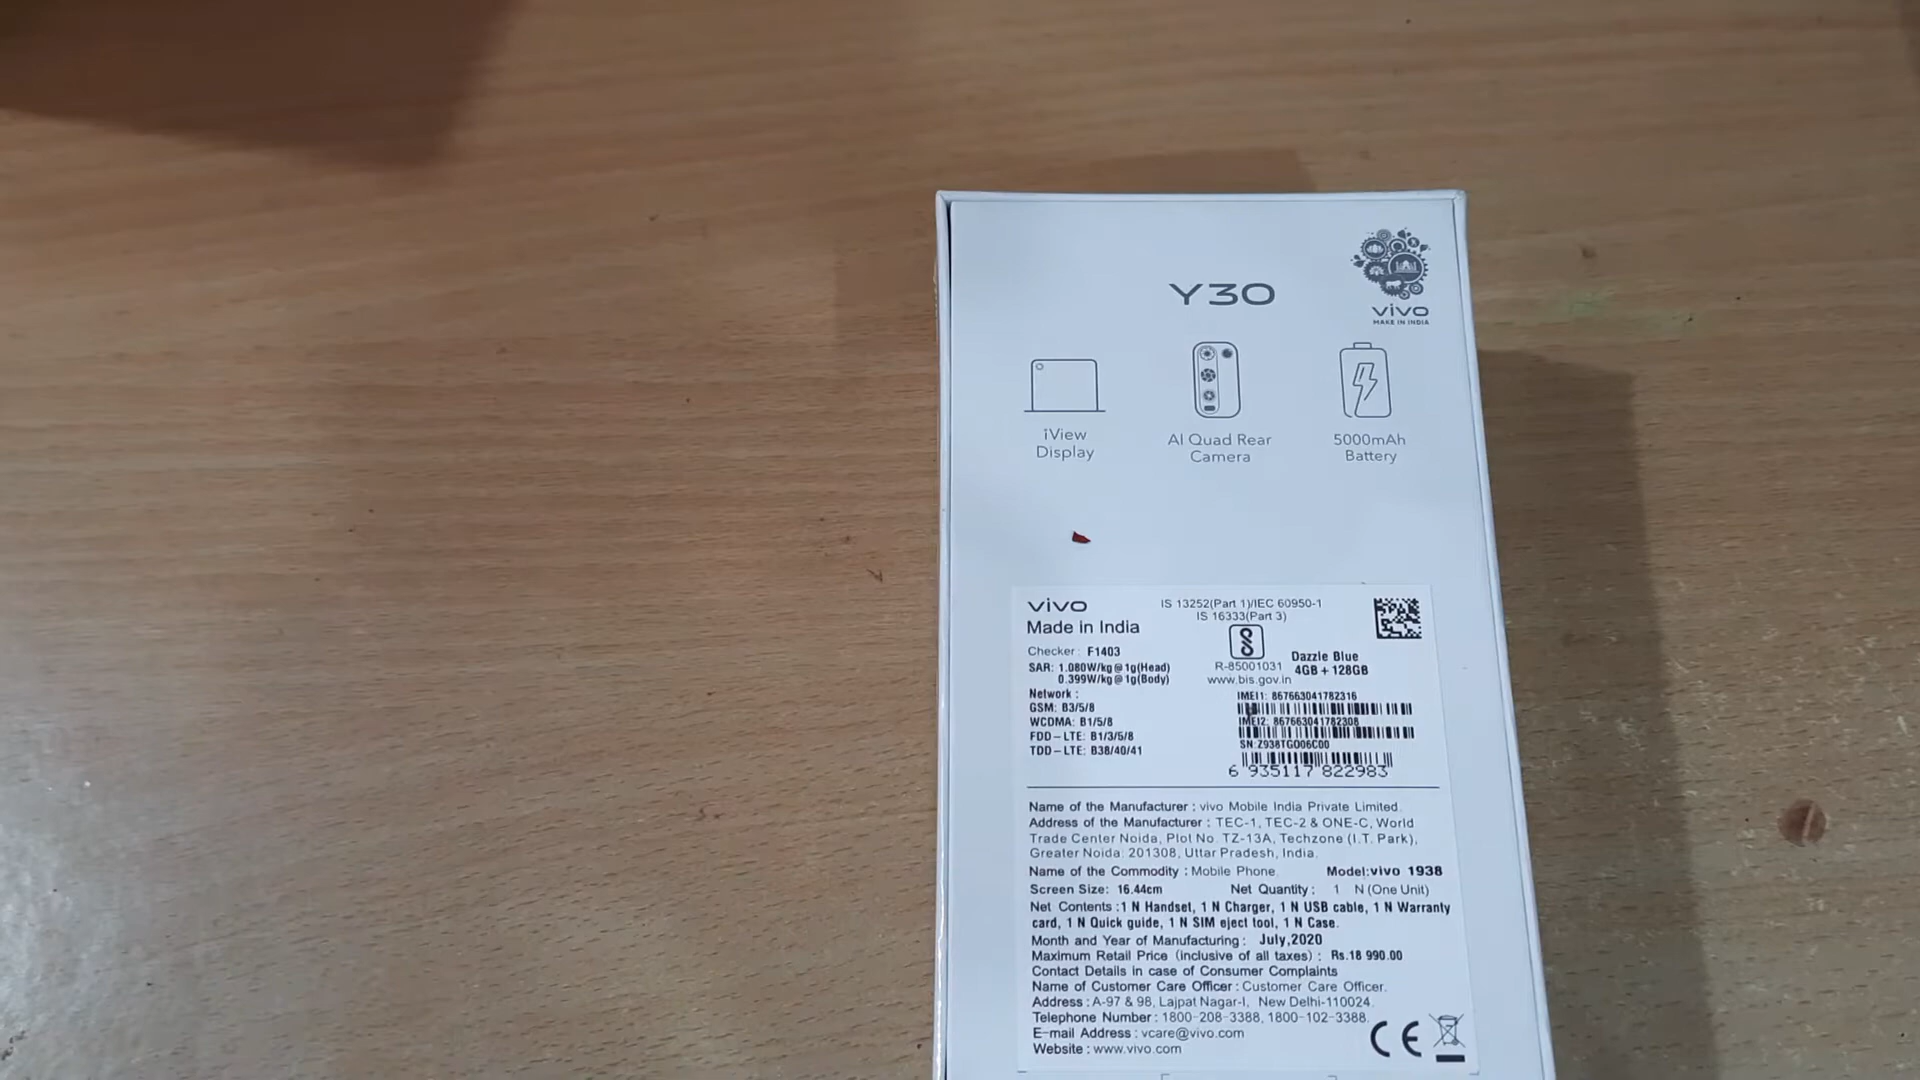 Y30
vivo
MAKE IN INDIA
iView
Display
AI Quad Rear
Camera
5000mAh
Battery
vivo
Made in India
IS 13252(Part 1)/IEC 60950-1
IS 16333(Part 3)
Checker : F1403
SAR: 1.080W/kg@1g(Head)
0.399W/kg@1g(Body)
Network :
GSM: B3/5/8
WCDMA: B1/5/8
FDD-LTE: B1/3/5/8
TDD-LTE: B38/40/41
R-85001031
www.bis.gov.in
Dazzle Blue
4GB + 128GB
IMEI1: 867663041782316
IMEI2: 867663041782308
SN:Z938TGO06C00
6 935117 822983
Name of the Manufacturer : vivo Mobile India Private Limited.
Address of the Manufacturer : TEC-1, TEC-2 & ONE-C, World
Trade Center Noida, Plot No. TZ-13A, Techzone (I.T. Park),
Greater Noida. 201308, Uttar Pradesh, India.
Name of the Commodity : Mobile Phone. Model:vivo 1938
Screen Size: 16.44cm Net Quantity : 1 N (One Unit)
Net Contents :1 N Handset, 1 N Charger, 1 N USB cable, 1 N Warranty
card, 1 N Quick guide, 1 N SIM eject tool, 1 N Case.
Month and Year of Manufacturing : July,2020
Maximum Retail Price (inclusive of all taxes) : Rs.18 990.00
Contact Details in case of Consumer Complaints
Name of Customer Care Officer : Customer Care Officer.
Address : A-97 & 98, Lajpat Nagar-I, New Delhi-110024.
Telephone Number : 1800-208-3388, 1800-102-3388.
E-mail Address : vcare@vivo.com
Website : www.vivo.com
CE